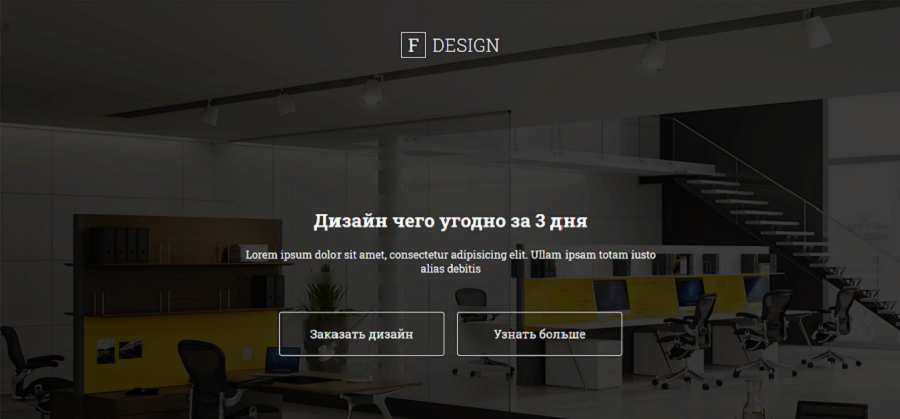 F DESIGN
Дизайн чего угодно за 3 дня
Lorem ipsum dolor sit amet, consectetur adipisicing elit. Ullam ipsam totam iusto
alias debitis
Заказать дизайн
Узнать больше